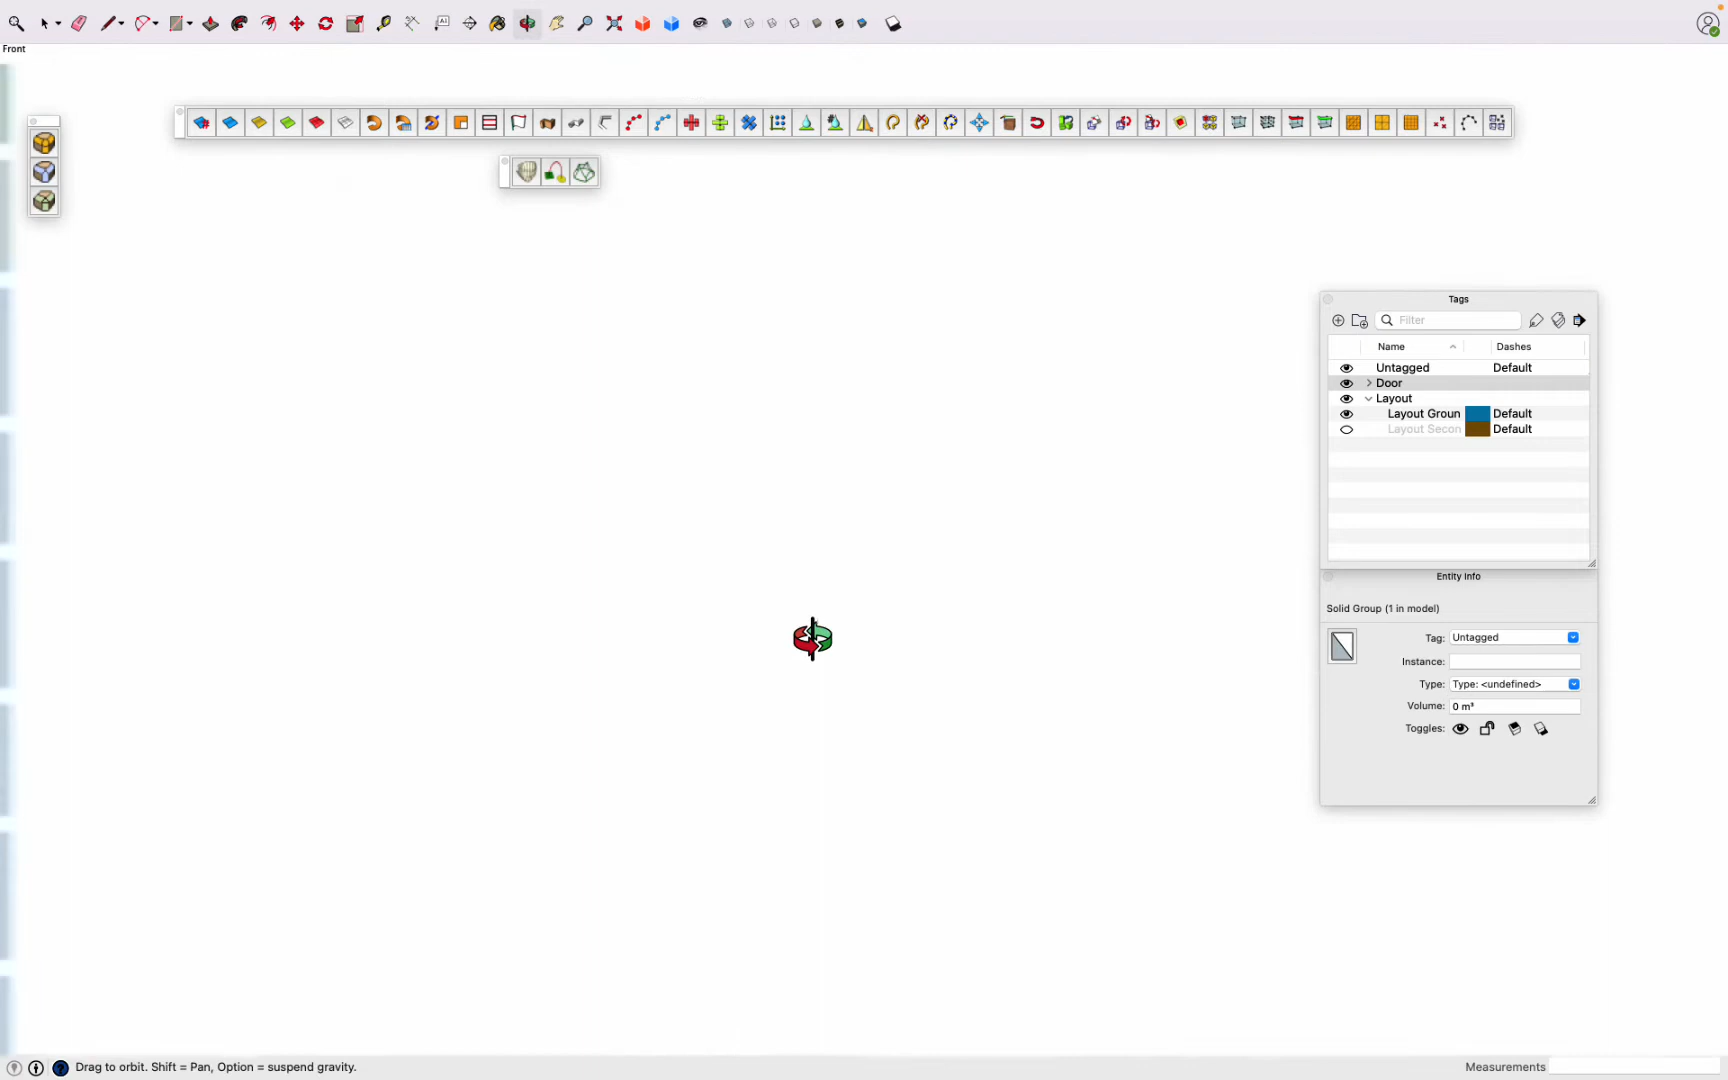 Front
Tags
Filter
Name
Dashes
Untagged
Default
Door
Layout
Layout Groun
Default
Layout Secon
Default
Entity Info
Solid Group (1 in model)
Tag:
Untagged
Instance:
Type:
Type: <undefined>
Volume:
0 m³
Toggles:
Drag to orbit. Shift = Pan, Option = suspend gravity.
Measurements